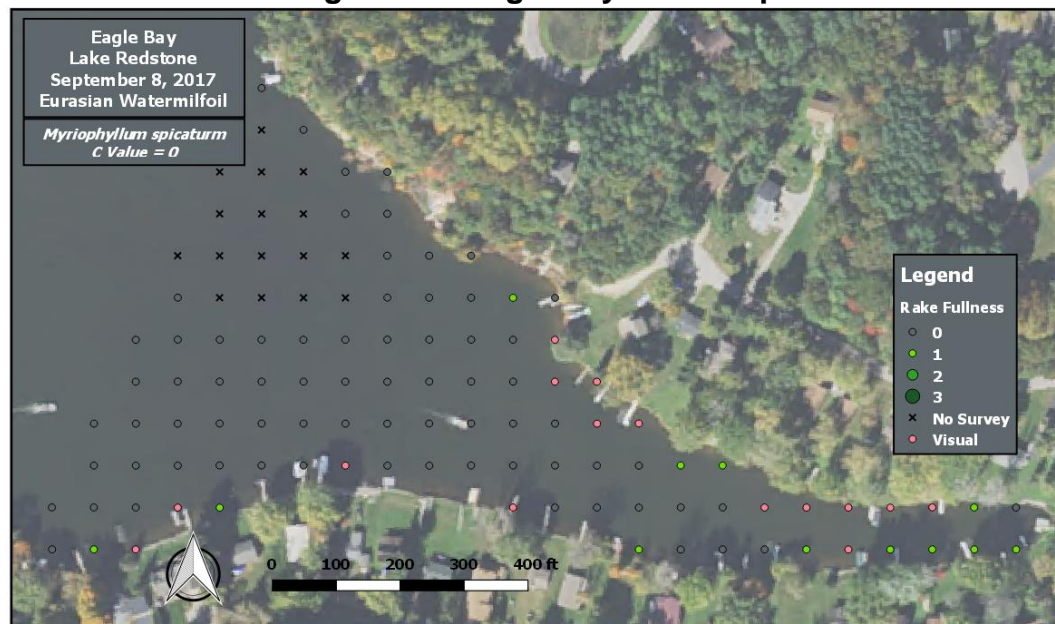 Eagle Bay
Lake Redstone
September 8, 2017
Eurasian Watermilfoil
Myriophyllum spicaturm
C Value = 0
Legend
Rake Fullness
0
1
2
3
No Survey
Visual
0 100 200 300 400 ft